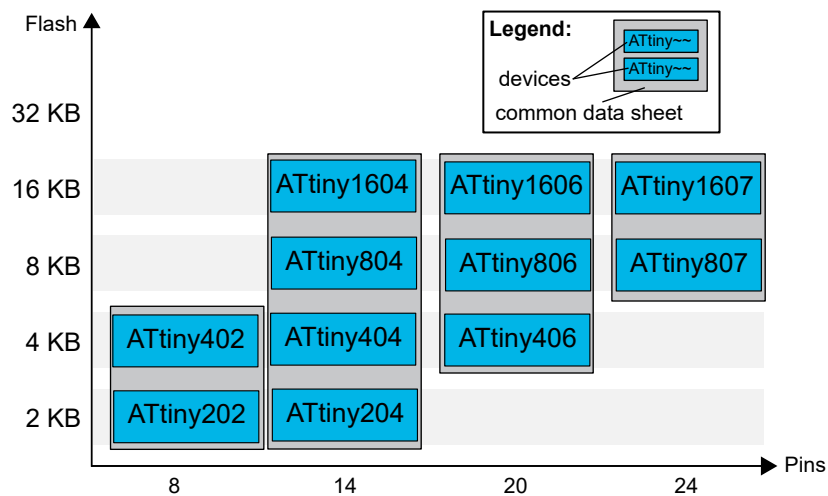 Flash
Legend:
ATtiny~~
ATtiny~~
devices
common data sheet
32 KB
16 KB
ATtiny1604
ATtiny1606
ATtiny1607
8 KB
ATtiny804
ATtiny806
ATtiny807
4 KB
ATtiny402
ATtiny404
ATtiny406
2 KB
ATtiny202
ATtiny204
Pins
8
14
20
24